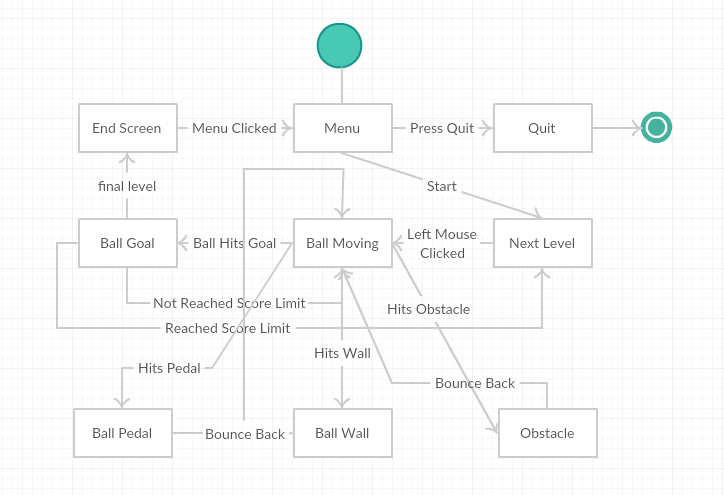 End Screen
Menu Clicked
Menu
Press Quit
Quit
final level
Start
Ball Goal
Ball Hits Goal
Ball Moving
Left Mouse
Clicked
Next Level
Not Reached Score Limit
Hits Obstacle
Reached Score Limit
Hits Wall
Hits Pedal
Bounce Back
Ball Pedal
Bounce Back
Ball Wall
Obstacle